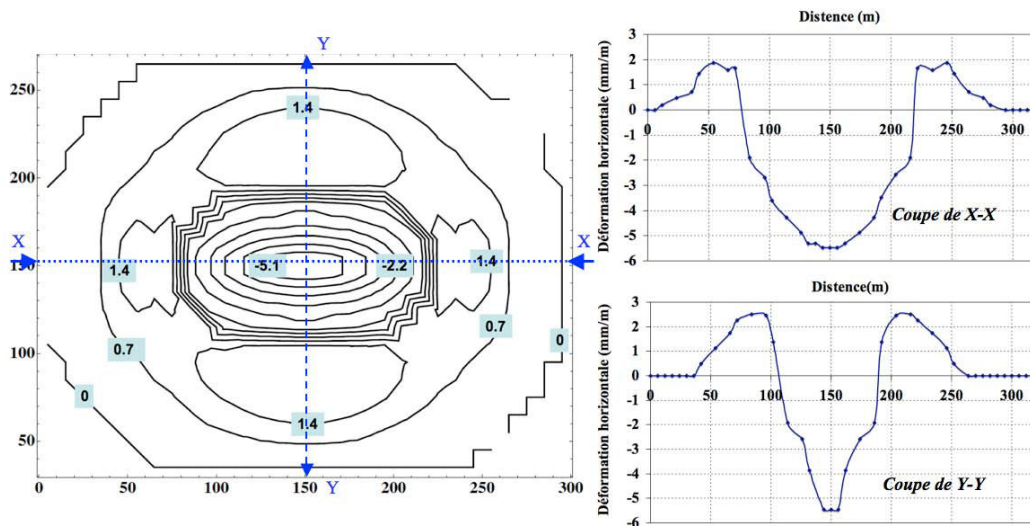 Y
250
200
150
100
50
0 50 100 150 200 250 300
1.4
1.4
-5.1
-2.2
1.4
0.7
0.7
0
0
1.4
X
X
Y
Distence (m)
Déformation horizontale (mm/m)
3
2
1
0
-1
-2
-3
-4
-5
-6
0 50 100 150 200 250 300
Coupe de X-X
Distence(m)
Déformation horizontale (mm/m)
3
2
1
0
-1
-2
-3
-4
-5
-6
0 50 100 150 200 250 300
Coupe de Y-Y